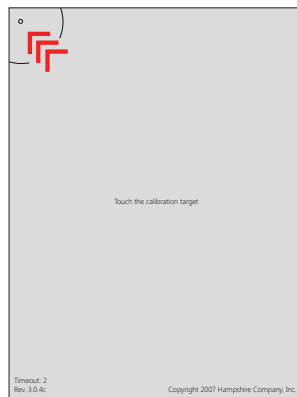 Touch the calibration target
Timeout: 2
Rev. 3.0.4c
Copyright 2007 Hampshire Company, Inc.